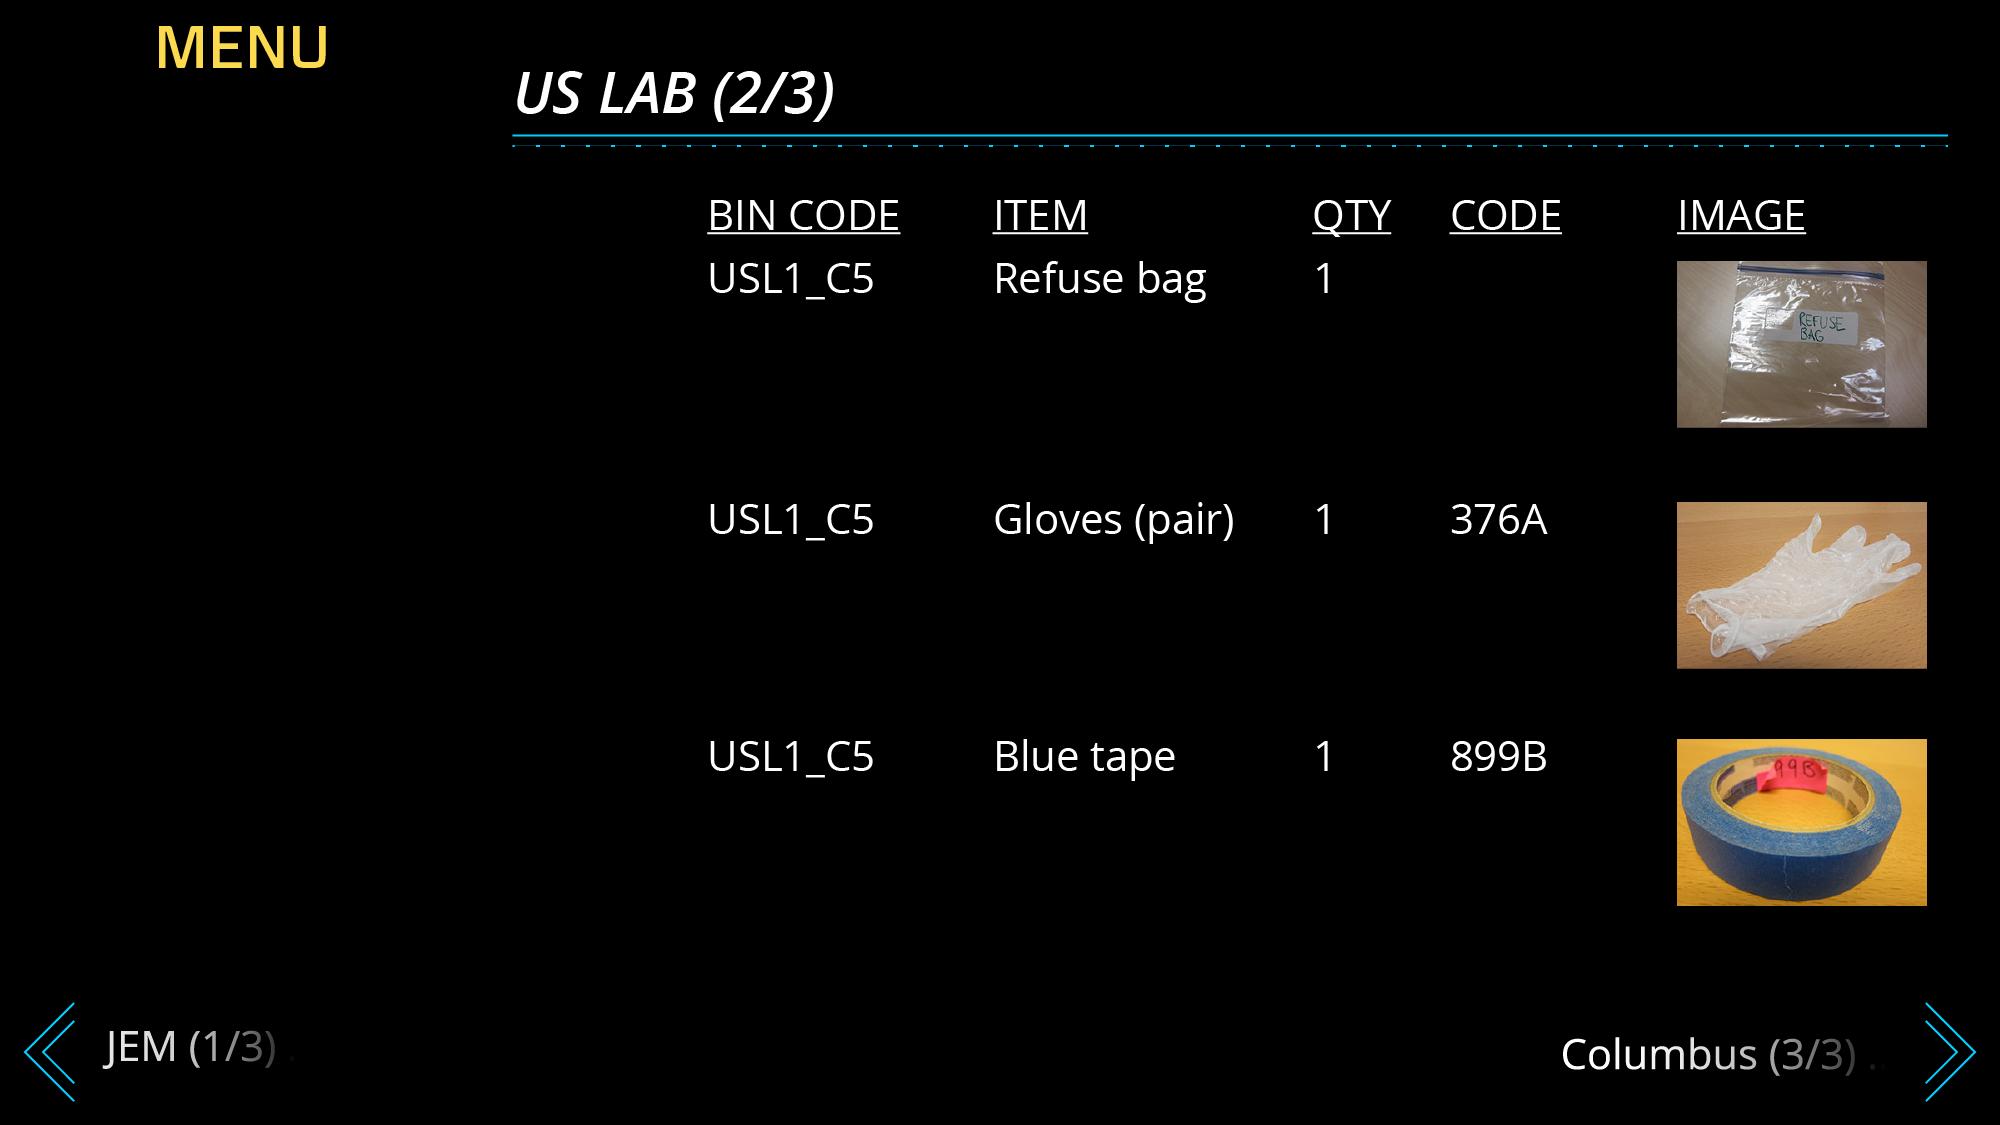 MENU
US LAB (2/3)
BIN CODE ITEM QTY CODE IMAGE
USL1_C5 Refuse bag 1
REFUSE
BAG
USL1_C5 Gloves (pair) 1 376A
USL1_C5 Blue tape 1 899B
99B
JEM (1/3) .
Columbus (3/3) ..